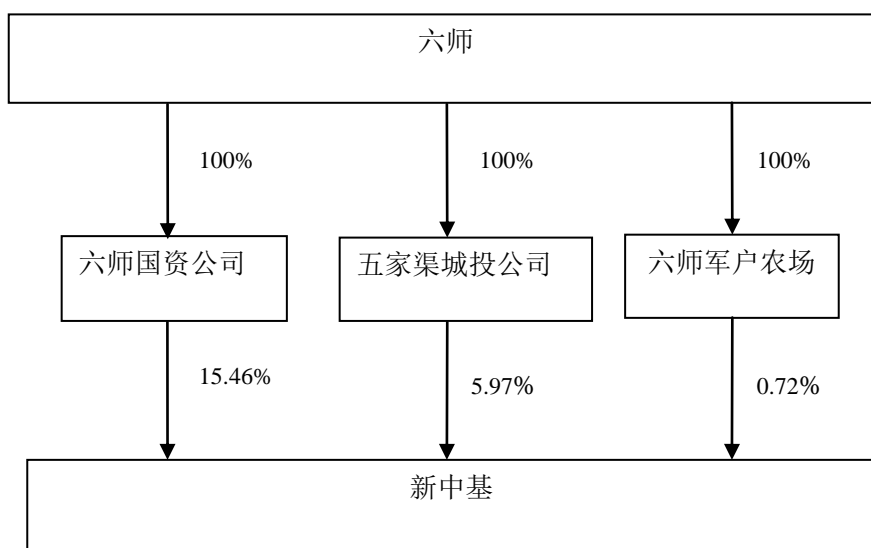 六师
100%
100%
100%
六师国资公司
五家渠城投公司
六师军户农场
15.46%
5.97%
0.72%
新中基